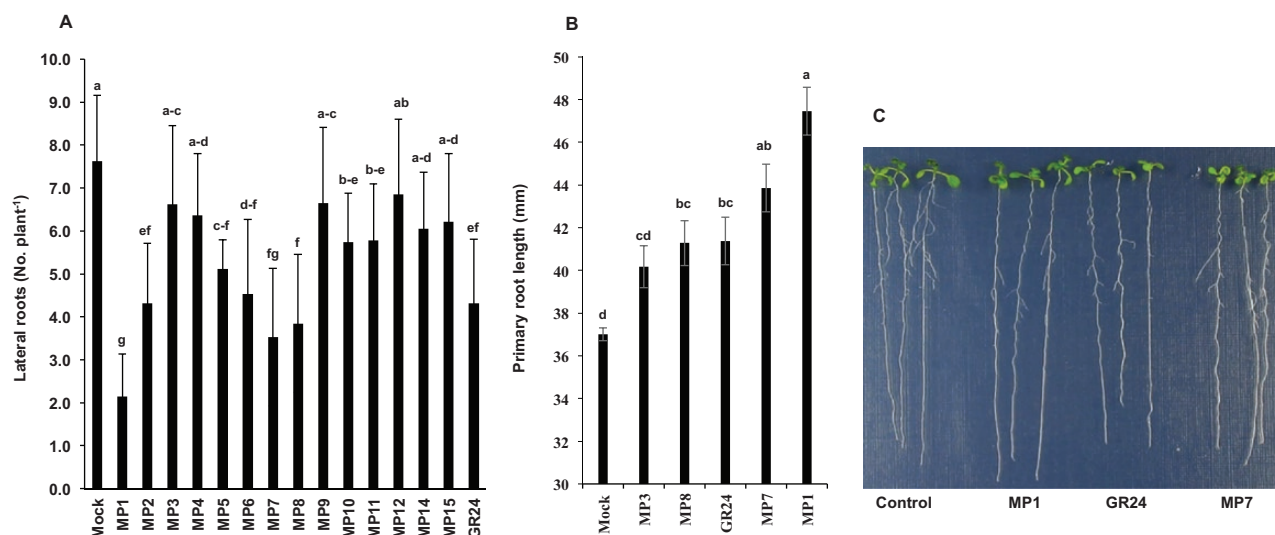 A
Lateral roots (No. plant⁻¹)
10.0
9.0
8.0
7.0
6.0
5.0
4.0
3.0
2.0
1.0
0.0
a
g
ef
a-c
a-d
c-f
d-f
fg
f
a-c
b-e
b-e
ab
a-d
a-d
ef
Mock
MP1
MP2
MP3
MP4
MP5
MP6
MP7
MP8
MP9
MP10
MP11
MP12
MP14
MP15
GR24
B
Primary root length (mm)
50
48
46
44
42
40
38
36
34
32
30
d
cd
bc
bc
ab
a
Mock
MP3
MP8
GR24
MP7
MP1
C
Control
MP1
GR24
MP7